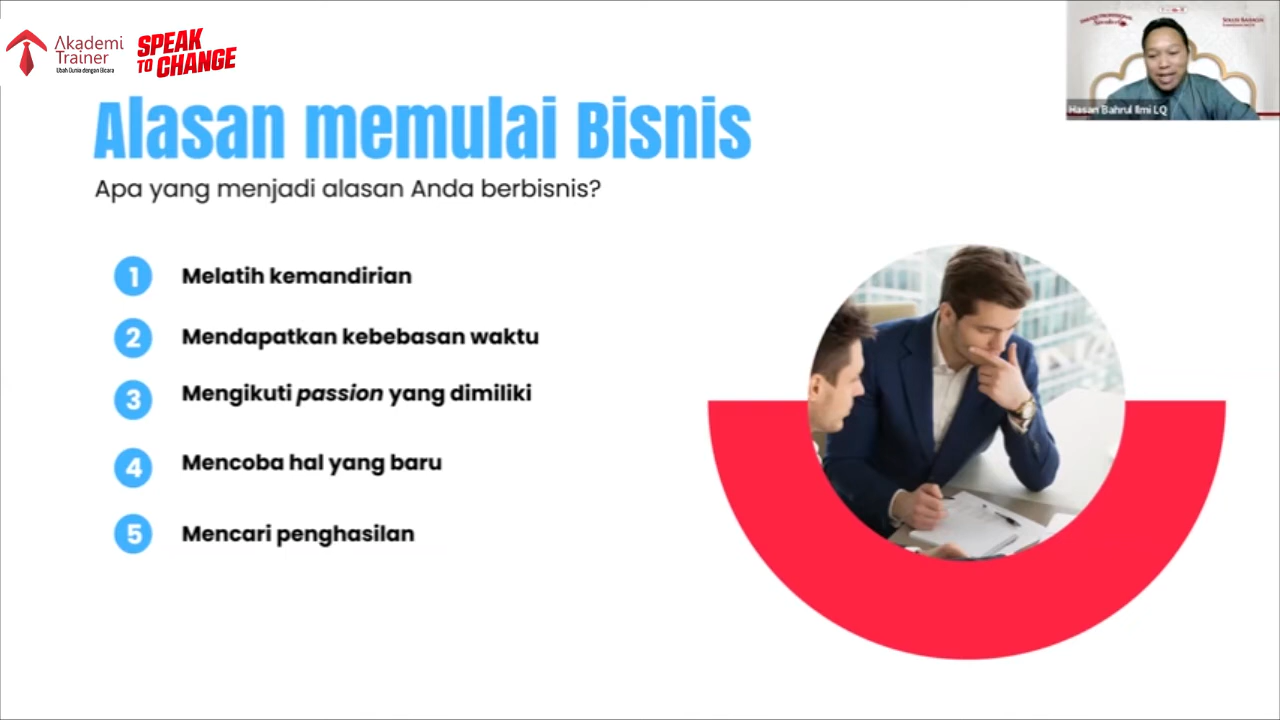 Akademi
Trainer
Ubah Dunia dengan Bicara
SPEAK
TO CHANGE
Hasan Bahrul Ilmi LQ
Alasan memulai Bisnis
Apa yang menjadi alasan Anda berbisnis?
1 Melatih kemandirian
2 Mendapatkan kebebasan waktu
3 Mengikuti passion yang dimiliki
4 Mencoba hal yang baru
5 Mencari penghasilan